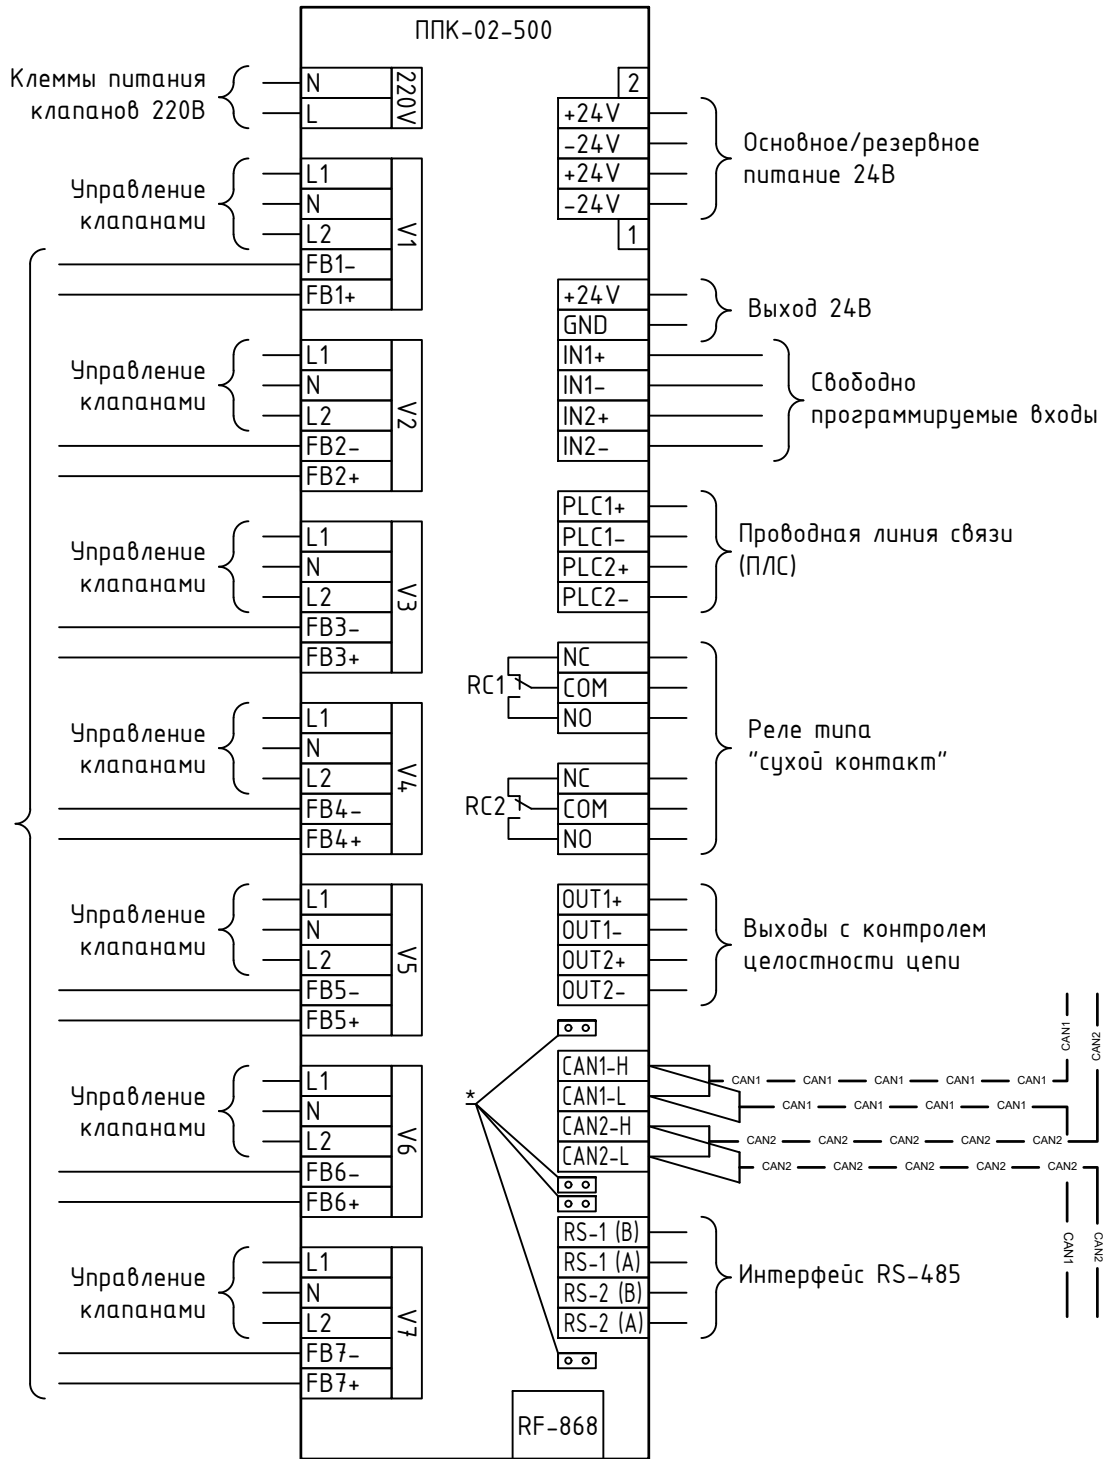 ППК-02-500
Клеммы питания
клапанов 220В
N
L
220V
Управление
клапанами
L1
N
L2
FB1-
FB1+
V1
Управление
клапанами
L1
N
L2
FB2-
FB2+
V2
Управление
клапанами
L1
N
L2
FB3-
FB3+
V3
Управление
клапанами
L1
N
L2
FB4-
FB4+
V4
Управление
клапанами
L1
N
L2
FB5-
FB5+
V5
Управление
клапанами
L1
N
L2
FB6-
FB6+
V6
Управление
клапанами
L1
N
L2
FB7-
FB7+
V7
2
+24V
-24V
+24V
-24V
1
Основное/резервное
питание 24В
+24V
GND
Выход 24В
IN1+
IN1-
IN2+
IN2-
Свободно
программируемые входы
PLC1+
PLC1-
PLC2+
PLC2-
Проводная линия связи
(ПЛС)
RC1
NC
COM
NO
RC2
NC
COM
NO
Реле типа
"сухой контакт"
OUT1+
OUT1-
OUT2+
OUT2-
Выходы с контролем
целостности цепи
*
CAN1-H
CAN1-L
CAN2-H
CAN2-L
CAN1
CAN2
CAN1 CAN1 CAN1 CAN1 CAN1
CAN1 CAN1 CAN1 CAN1
CAN2 CAN2 CAN2 CAN2 CAN2
CAN2 CAN2 CAN2 CAN2 CAN2
CAN1
CAN2
RS-1 (B)
RS-1 (A)
RS-2 (B)
RS-2 (A)
Интерфейс RS-485
RF-868